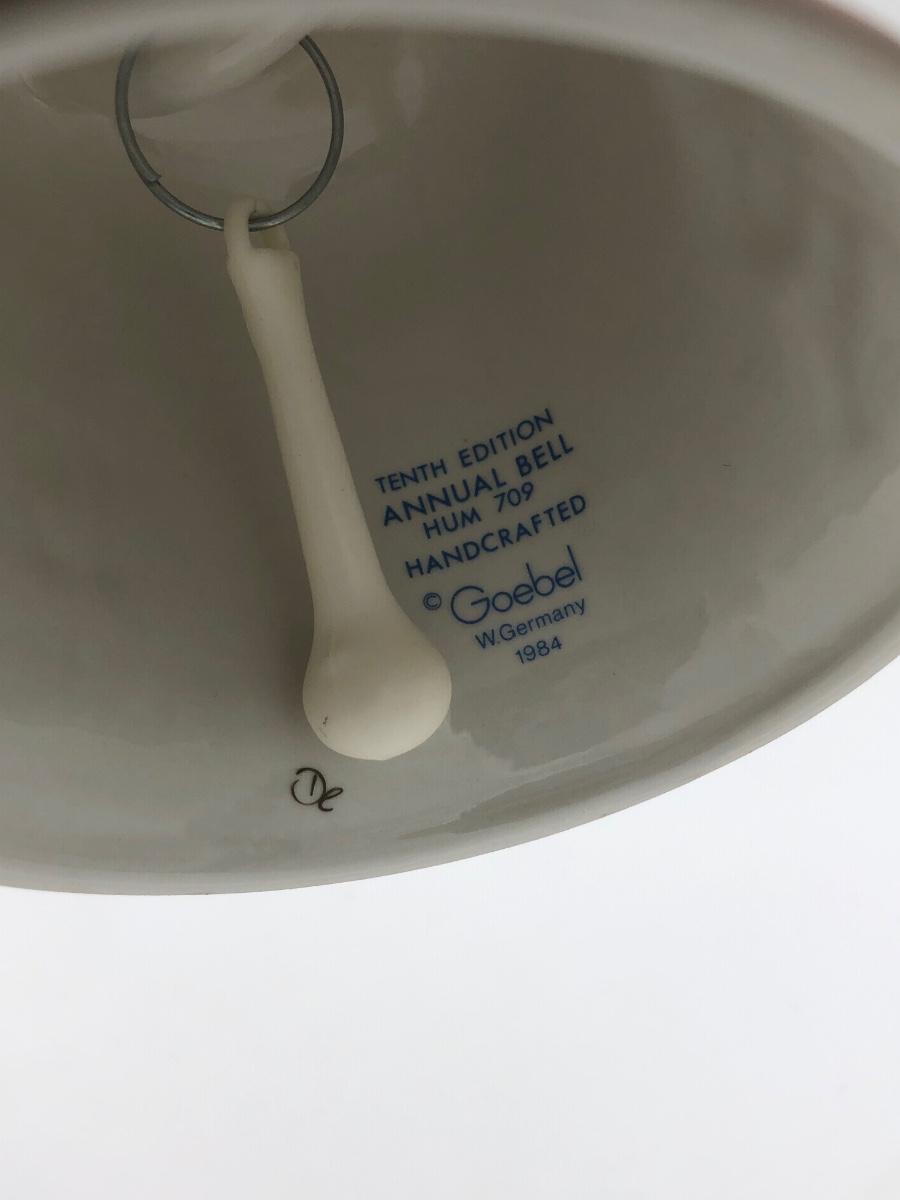 TENTH EDITION
ANNUAL BELL
HUM 709
HANDCRAFTED
© Goebel
W.Germany
1984